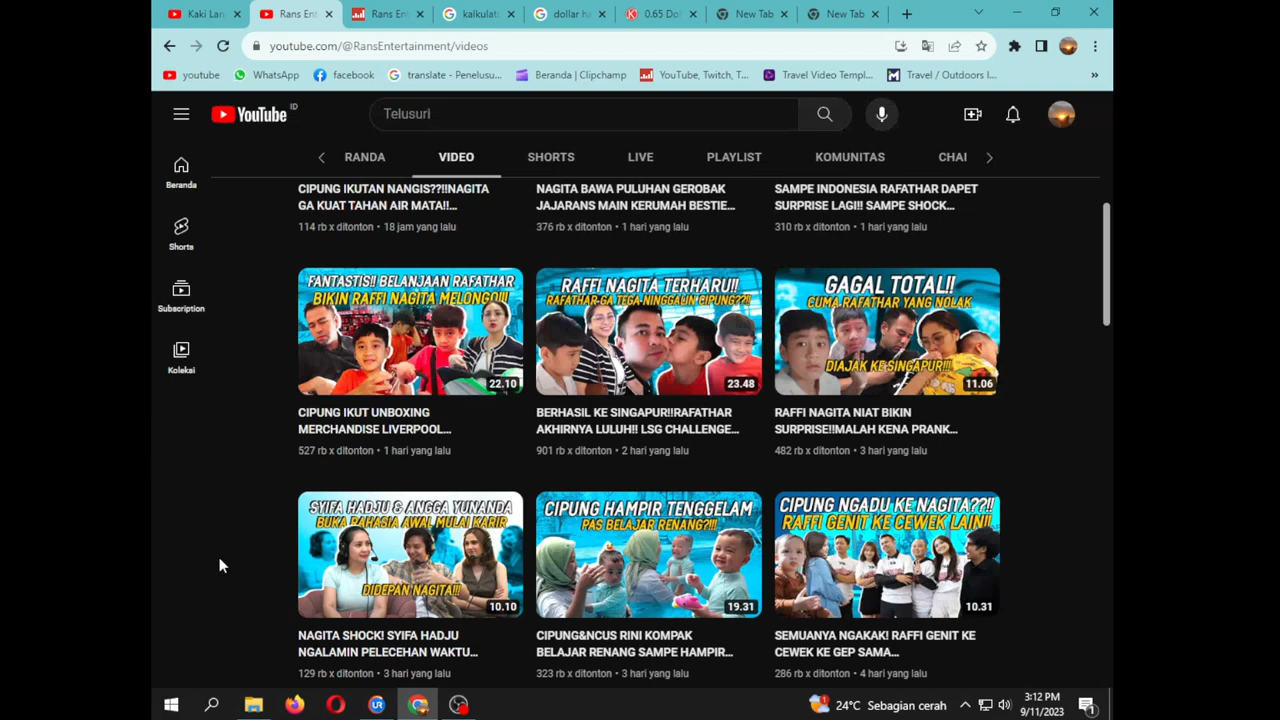 Kaki Lan
Rans Ent
Rans Ent
kalkulat
dollar ha
0.65 Dol
New Tab
New Tab
youtube.com/@RansEntertainment/videos
youtube
WhatsApp
facebook
translate - Penelusu...
Beranda | Clipchamp
YouTube, Twitch, T...
Travel Video Templ...
Travel / Outdoors I...
YouTube ID
Telusuri
RANDA
VIDEO
SHORTS
LIVE
PLAYLIST
KOMUNITAS
CHAI
Beranda
Shorts
Subscription
Kolekai
CIPUNG IKUTAN NANGIS??!!NAGITA
GA KUAT TAHAN AIR MATA!!...
114 rb x ditonton • 18 jam yang lalu
NAGITA BAWA PULUHAN GEROBAK
JAJARANS MAIN KERUMAH BESTIE...
376 rb x ditonton • 1 hari yang lalu
SAMPE INDONESIA RAFATHAR DAPET
SURPRISE LAGI!! SAMPE SHOCK...
310 rb x ditonton • 1 hari yang lalu
FANTASTIS!! BELANJAAN RAFATHAR
BIKIN RAFFI NAGITA MELONGO!!!
22.10
CIPUNG IKUT UNBOXING
MERCHANDISE LIVERPOOL...
527 rb x ditonton • 1 hari yang lalu
RAFFI NAGITA TERHARU!!
RAFATHAR GA TEGA NINGGALIN CIPUNG??!!
23.48
BERHASIL KE SINGAPUR!!RAFATHAR
AKHIRNYA LULUH!! LSG CHALLENGE...
901 rb x ditonton • 2 hari yang lalu
GAGAL TOTAL!!
CUMA RAFATHAR YANG NOLAK
DIAJAK KE SINGAPUR!!!
11.06
RAFFI NAGITA NIAT BIKIN
SURPRISE!!MALAH KENA PRANK...
482 rb x ditonton • 3 hari yang lalu
SYIFA HADJU & ANGGA YUNANDA
BUKA RAHASIA AWAL MULAI KARIR
DIDEPAN NAGITA!!!
10.10
NAGITA SHOCK! SYIFA HADJU
NGALAMIN PELECEHAN WAKTU...
129 rb x ditonton • 3 hari yang lalu
CIPUNG HAMPIR TENGGELAM
PAS BELAJAR RENANG?!!!
19.31
CIPUNG&NCUS RINI KOMPAK
BELAJAR RENANG SAMPE HAMPIR...
323 rb x ditonton • 3 hari yang lalu
CIPUNG NGADU KE NAGITA??!!
RAFFI GENIT KE CEWEK LAIN!!
10.31
SEMUANYA NGAKAK! RAFFI GENIT KE
CEWEK KE GEP SAMA...
286 rb x ditonton • 4 hari yang lalu
24°C Sebagian cerah
3:12 PM
9/11/2023